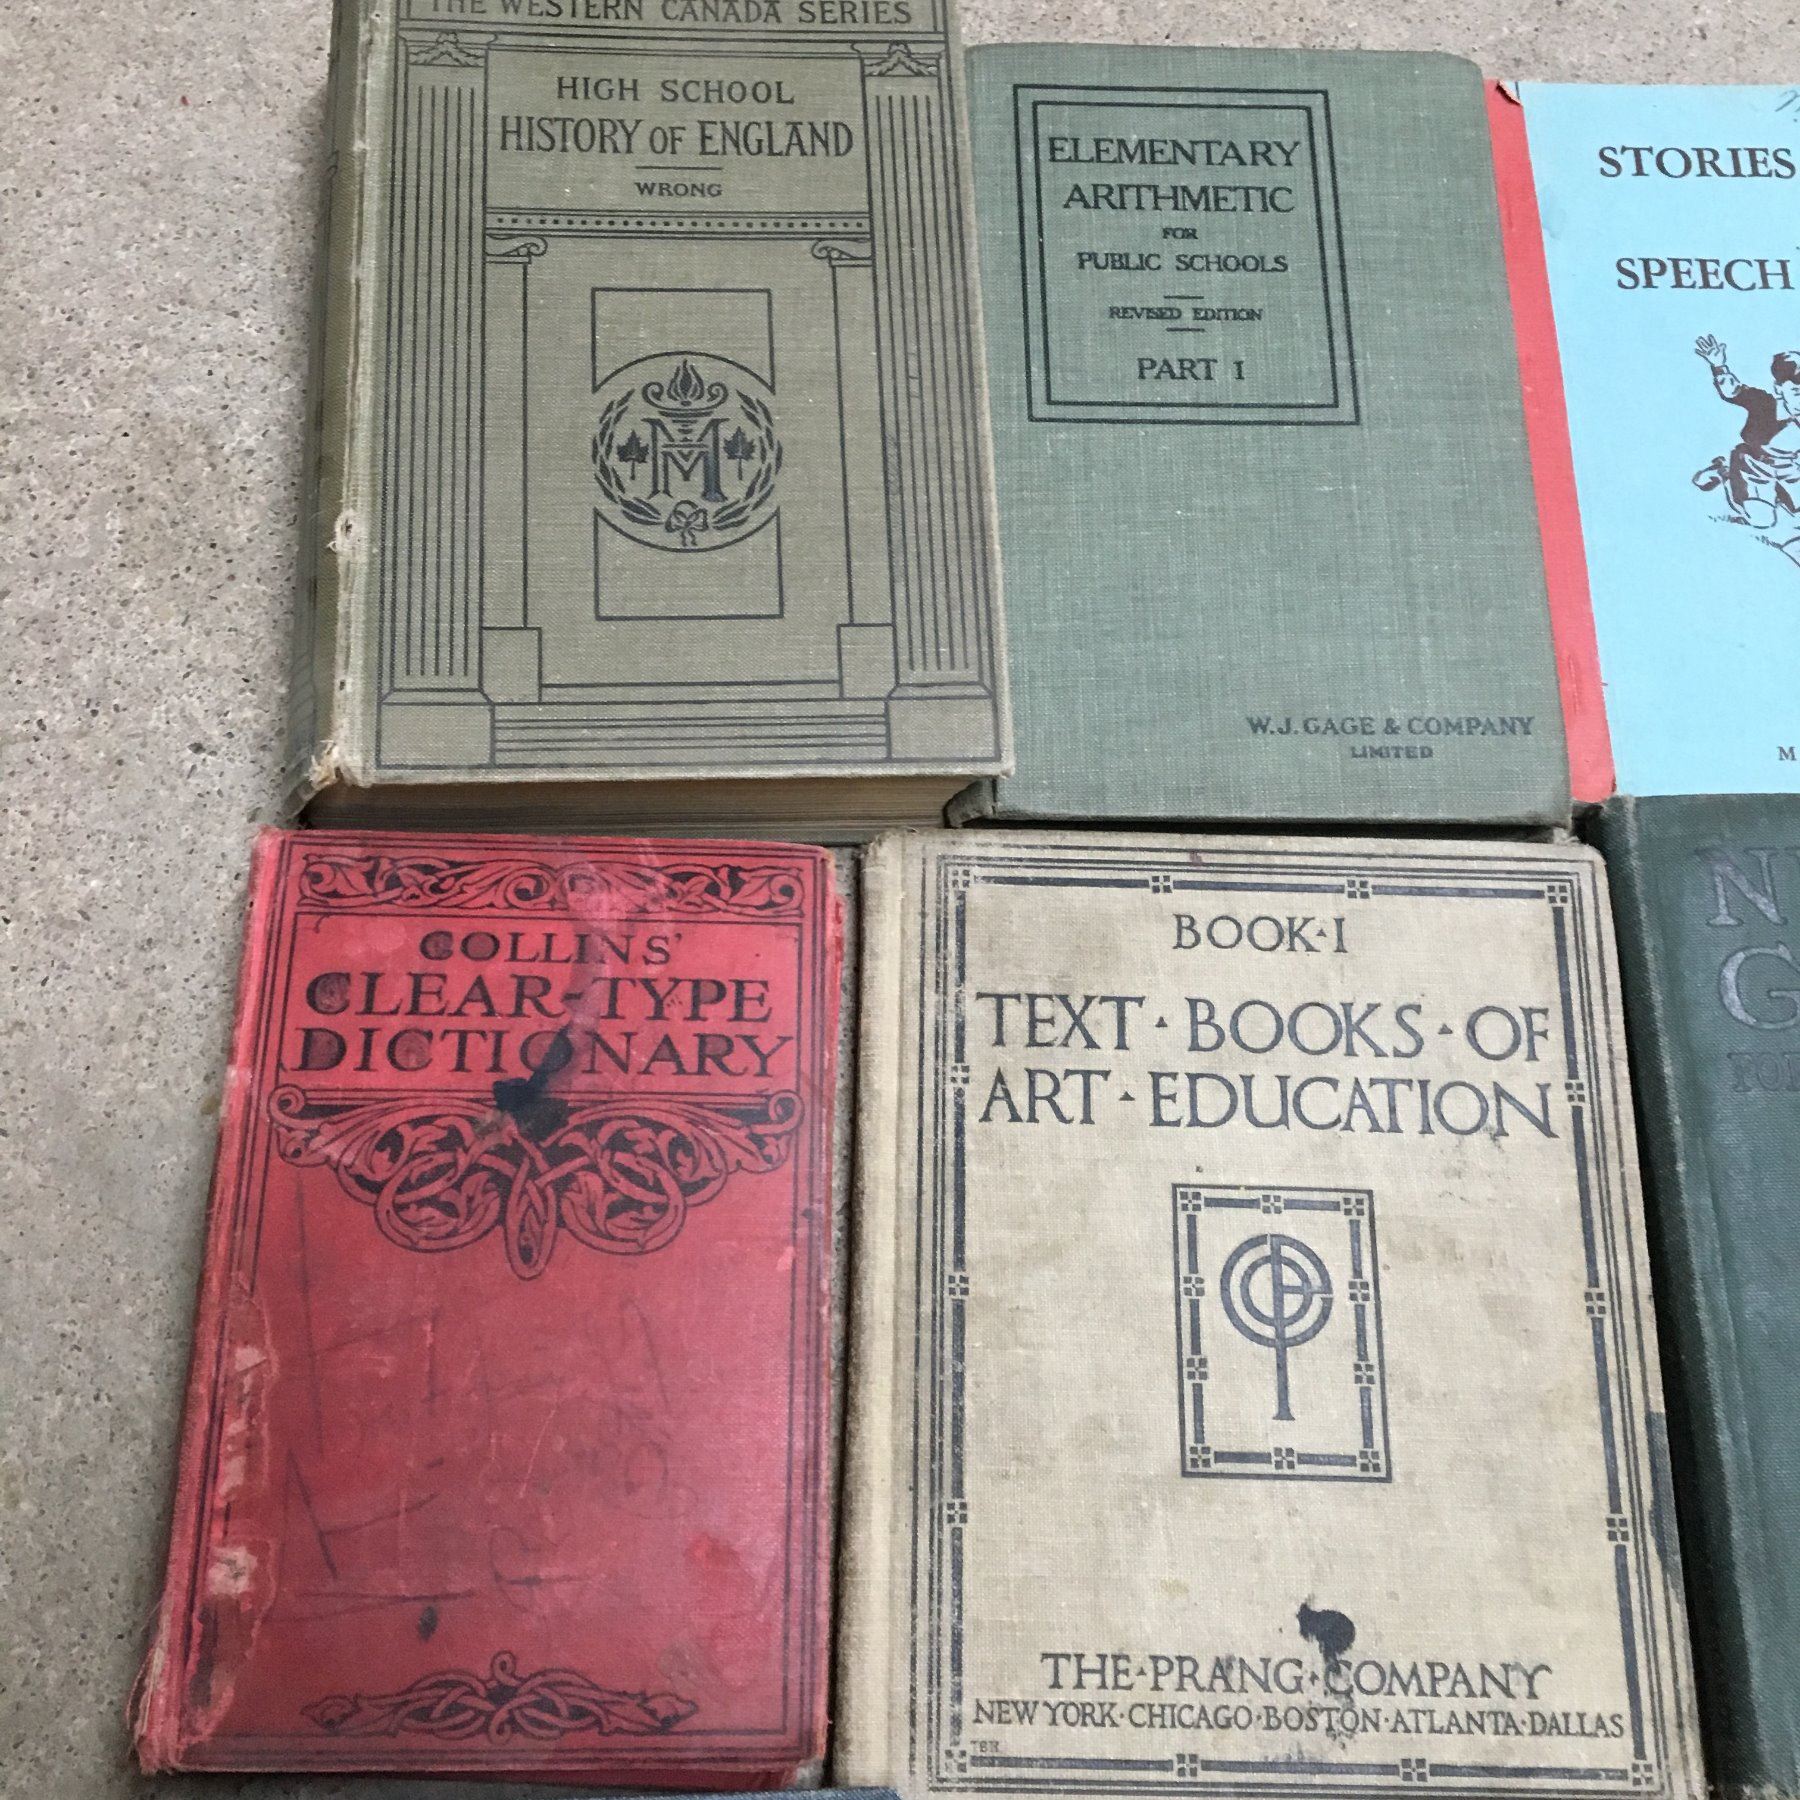 THE WESTERN CANADA SERIES
HIGH SCHOOL
HISTORY OF ENGLAND
WRONG
M
ELEMENTARY
ARITHMETIC
FOR
PUBLIC SCHOOLS
REVISED EDITION
PART I
W.J. GAGE & COMPANY
LIMITED
STORIES
SPEECH
M
COLLINS'
CLEAR-TYPE
DICTIONARY
BOOK·I
TEXT·BOOKS·OF
ART·EDUCATION
THE·PRANG·COMPANY
NEW YORK·CHICAGO·BOSTON·ATLANTA·DALLAS
N
G